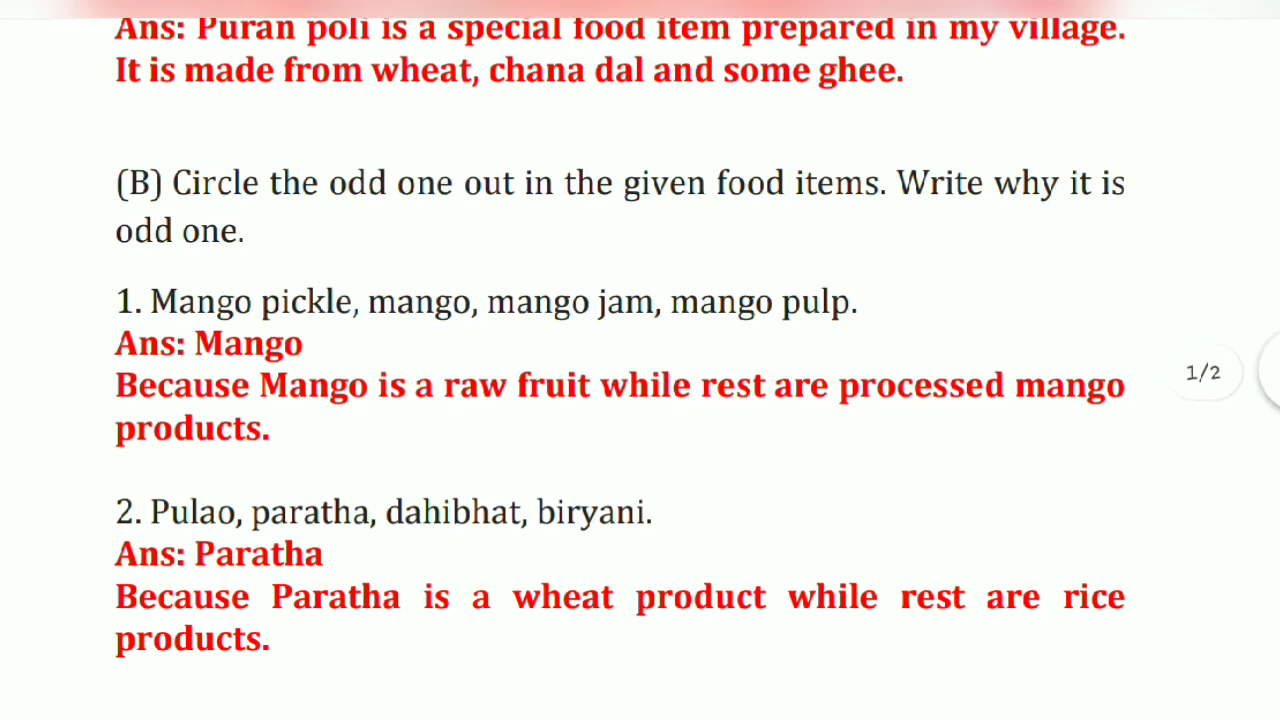 Ans: Puran poli is a special food item prepared in my village.
It is made from wheat, chana dal and some ghee.
(B) Circle the odd one out in the given food items. Write why it is
odd one.
1. Mango pickle, mango, mango jam, mango pulp.
Ans: Mango
Because Mango is a raw fruit while rest are processed mango
products.
1/2
2. Pulao, paratha, dahibhat, biryani.
Ans: Paratha
Because Paratha is a wheat product while rest are rice
products.